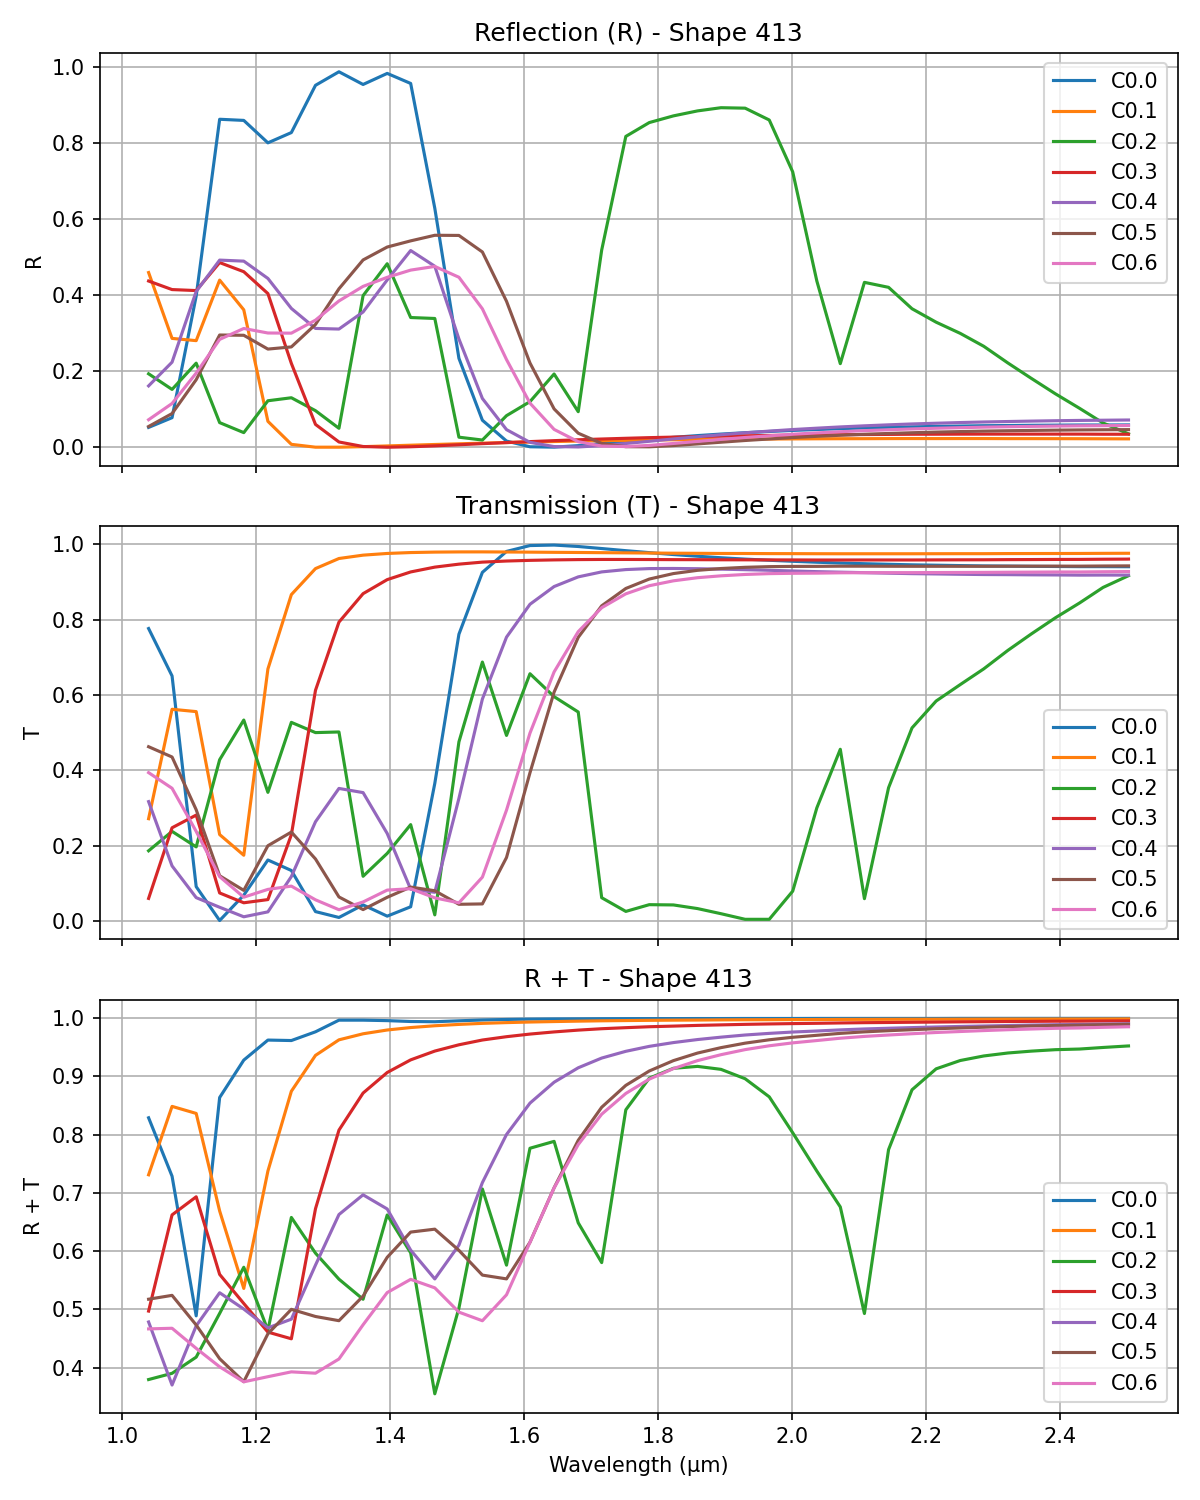 Reflection (R) - Shape 413
1.0
0.8
0.6
0.4
0.2
0.0
R
C0.0
C0.1
C0.2
C0.3
C0.4
C0.5
C0.6
Transmission (T) - Shape 413
1.0
0.8
0.6
0.4
0.2
0.0
T
C0.0
C0.1
C0.2
C0.3
C0.4
C0.5
C0.6
R + T - Shape 413
1.0
0.9
0.8
0.7
0.6
0.5
0.4
R + T
C0.0
C0.1
C0.2
C0.3
C0.4
C0.5
C0.6
1.0 1.2 1.4 1.6 1.8 2.0 2.2 2.4
Wavelength (µm)